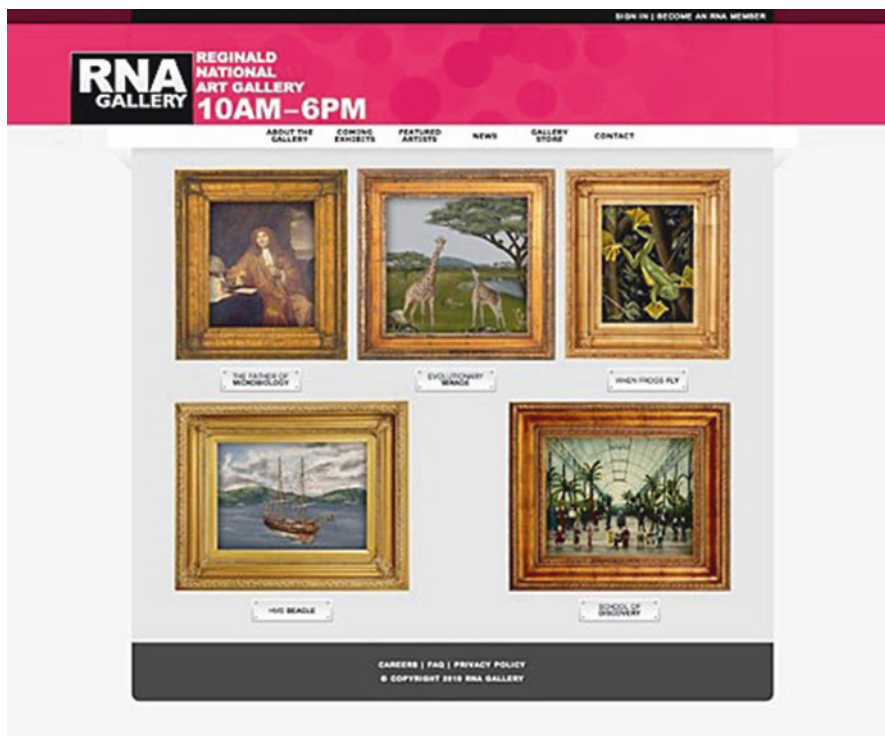 SIGN IN | BECOME AN RNA MEMBER
RNA
GALLERY
REGINALD
NATIONAL
ART GALLERY
10AM–6PM
ABOUT THE
GALLERY
COMING
EXHIBITS
FEATURED
ARTISTS
NEWS
GALLERY
STORE
CONTACT
THE FATHER OF
MICROBIOLOGY
EVOLUTIONARY
MIRAGE
WHEN FROGS FLY
HMS BEAGLE
SCHOOL OF
DISCOVERY
CAREERS | FAQ | PRIVACY POLICY
© COPYRIGHT 2010 RNA GALLERY